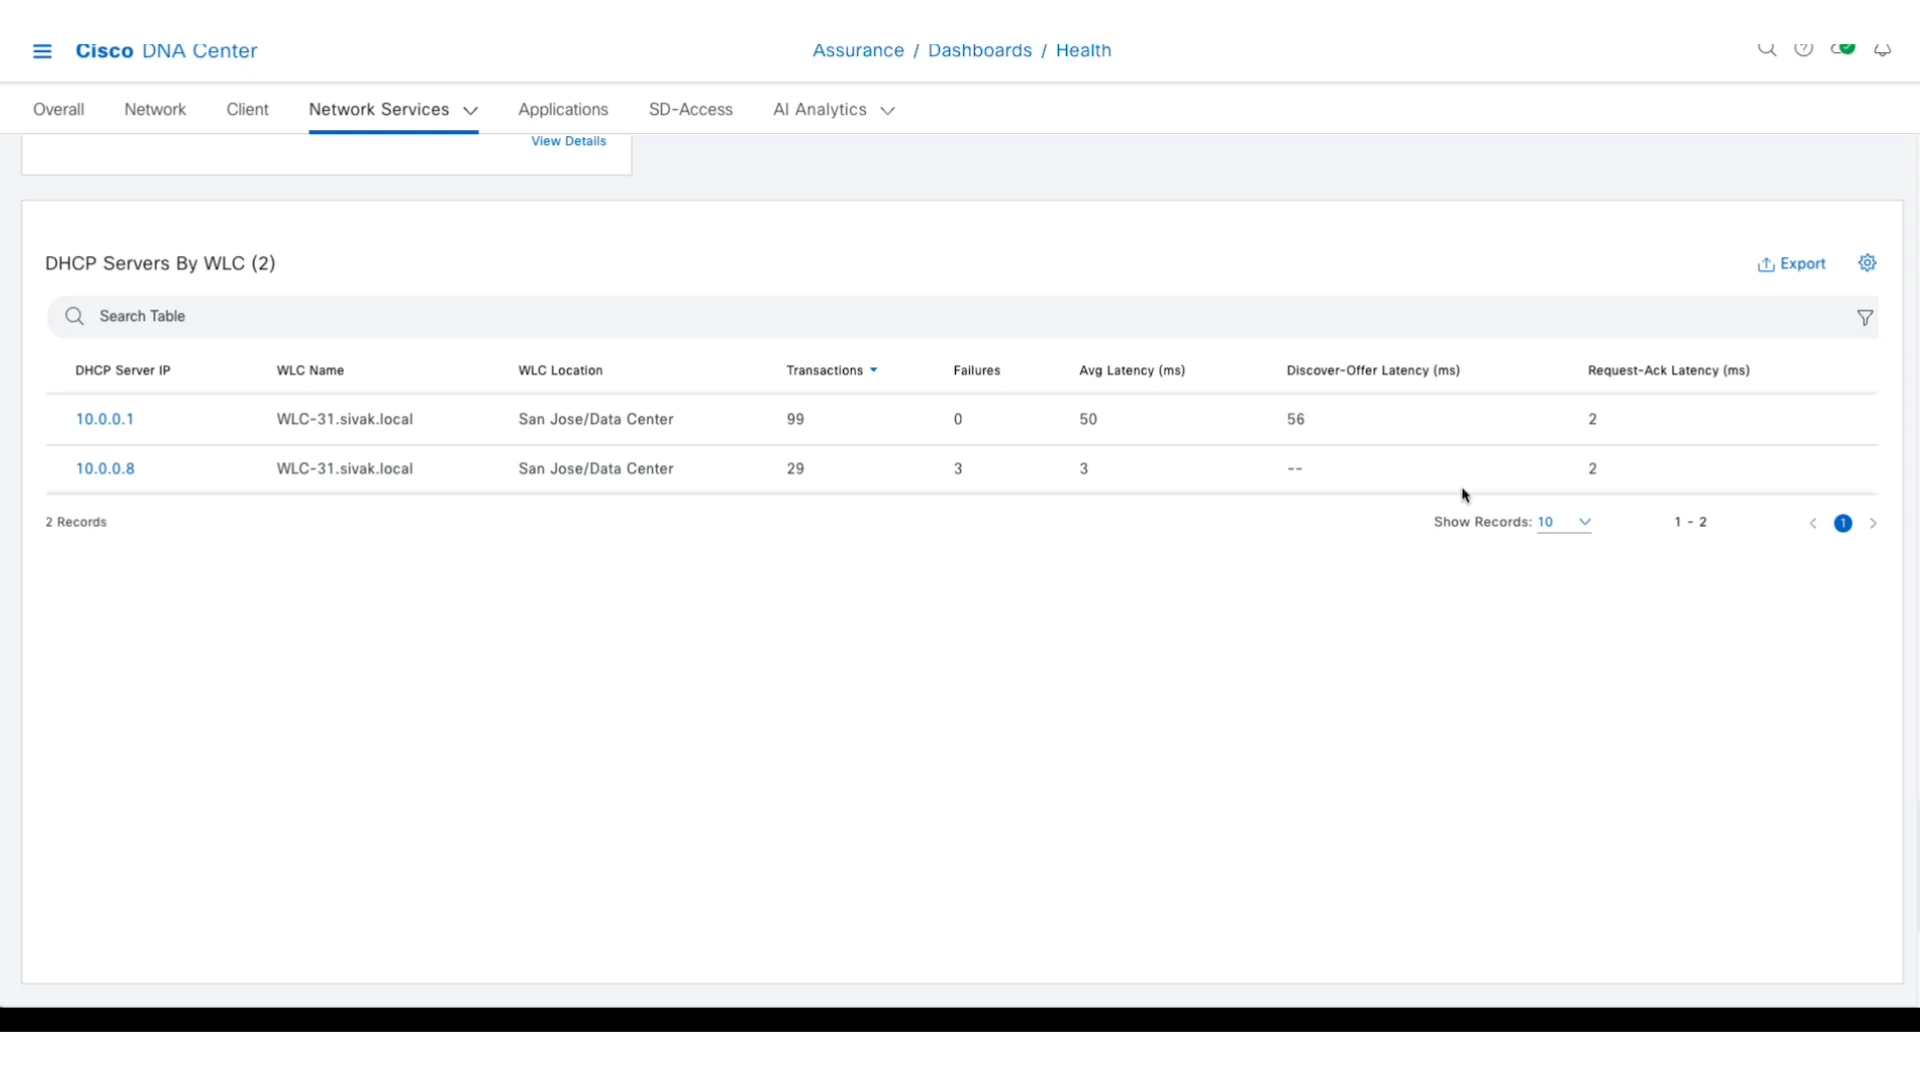 Cisco DNA Center
Assurance / Dashboards / Health
Overall Network Client Network Services Applications SD-Access AI Analytics
View Details
DHCP Servers By WLC (2)
Export
Search Table
DHCP Server IP WLC Name WLC Location Transactions Failures Avg Latency (ms) Discover-Offer Latency (ms) Request-Ack Latency (ms)
10.0.0.1 WLC-31.sivak.local San Jose/Data Center 99 0 50 56 2
10.0.0.8 WLC-31.sivak.local San Jose/Data Center 29 3 3 -- 2
2 Records Show Records: 10 1 - 2 1